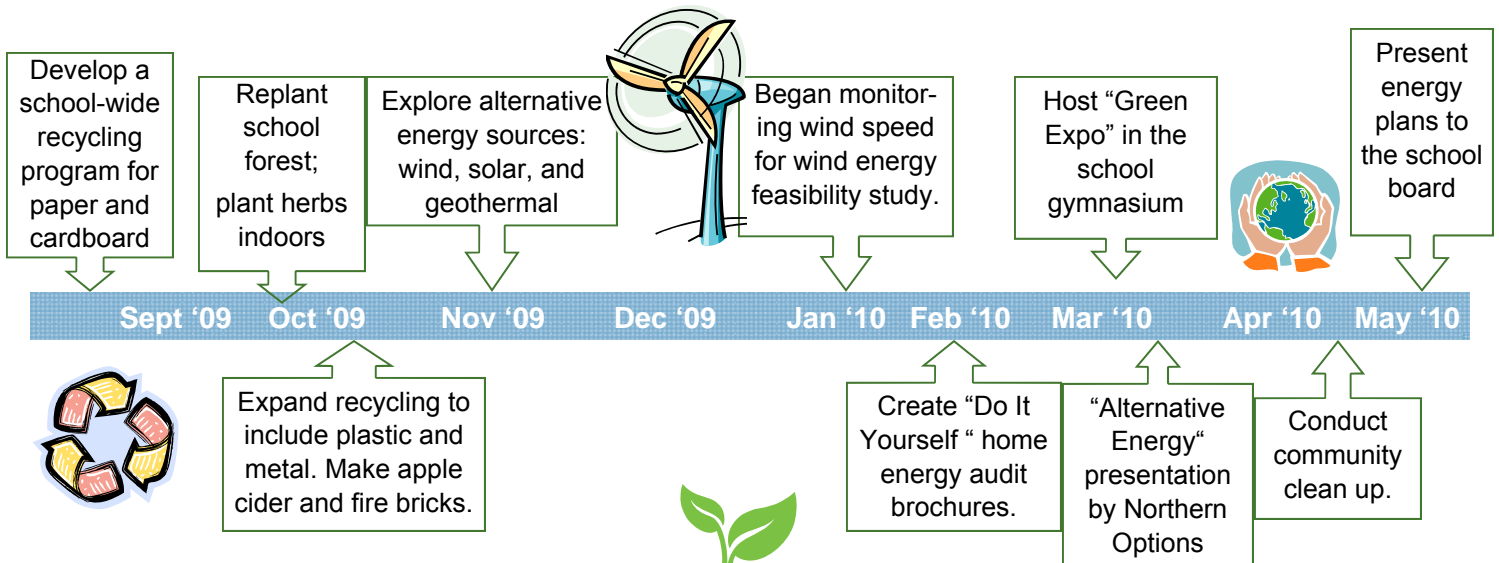 Develop a
school-wide
recycling
program for
paper and
cardboard
Replant
school
forest;
plant herbs
indoors
Explore alternative
energy sources:
wind, solar, and
geothermal
Began monitor-
ing wind speed
for wind energy
feasibility study.
Host “Green
Expo” in the
school
gymnasium
Present
energy
plans to
the school
board
Sept ‘09 Oct ‘09 Nov ‘09 Dec ‘09 Jan ‘10 Feb ‘10 Mar ‘10 Apr ‘10 May ‘10
Expand recycling to
include plastic and
metal. Make apple
cider and fire bricks.
Create “Do It
Yourself “ home
energy audit
brochures.
“Alternative
Energy“
presentation
by Northern
Options
Conduct
community
clean up.